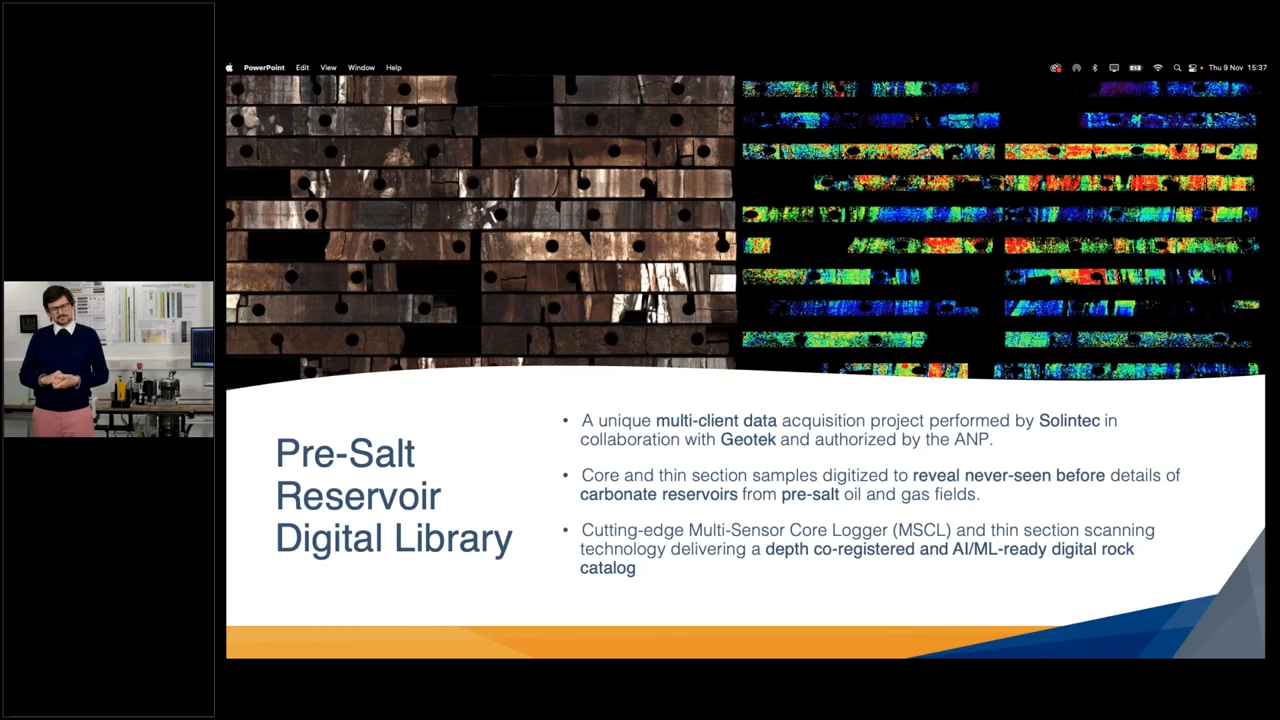 PowerPoint Edit View Window Help Thu 9 Nov 15:37
Pre-Salt
Reservoir
Digital Library
• A unique multi-client data acquisition project performed by Solintec in
collaboration with Geotek and authorized by the ANP.
• Core and thin section samples digitized to reveal never-seen before details of
carbonate reservoirs from pre-salt oil and gas fields.
• Cutting-edge Multi-Sensor Core Logger (MSCL) and thin section scanning
technology delivering a depth co-registered and AI/ML-ready digital rock
catalog